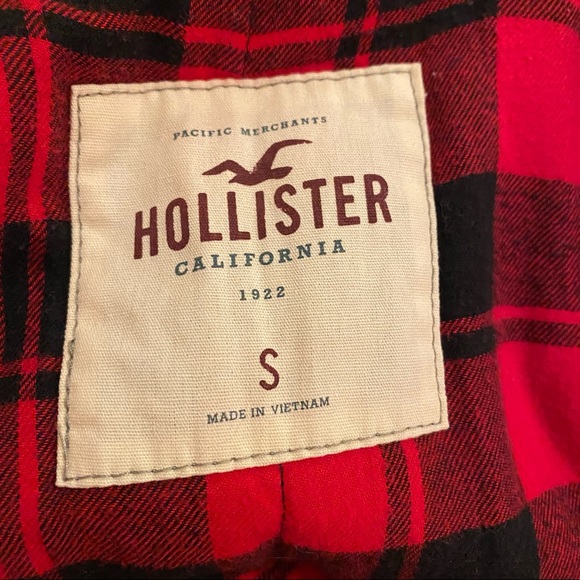 PACIFIC MERCHANTS
HOLLISTER
CALIFORNIA
1922
S
MADE IN VIETNAM